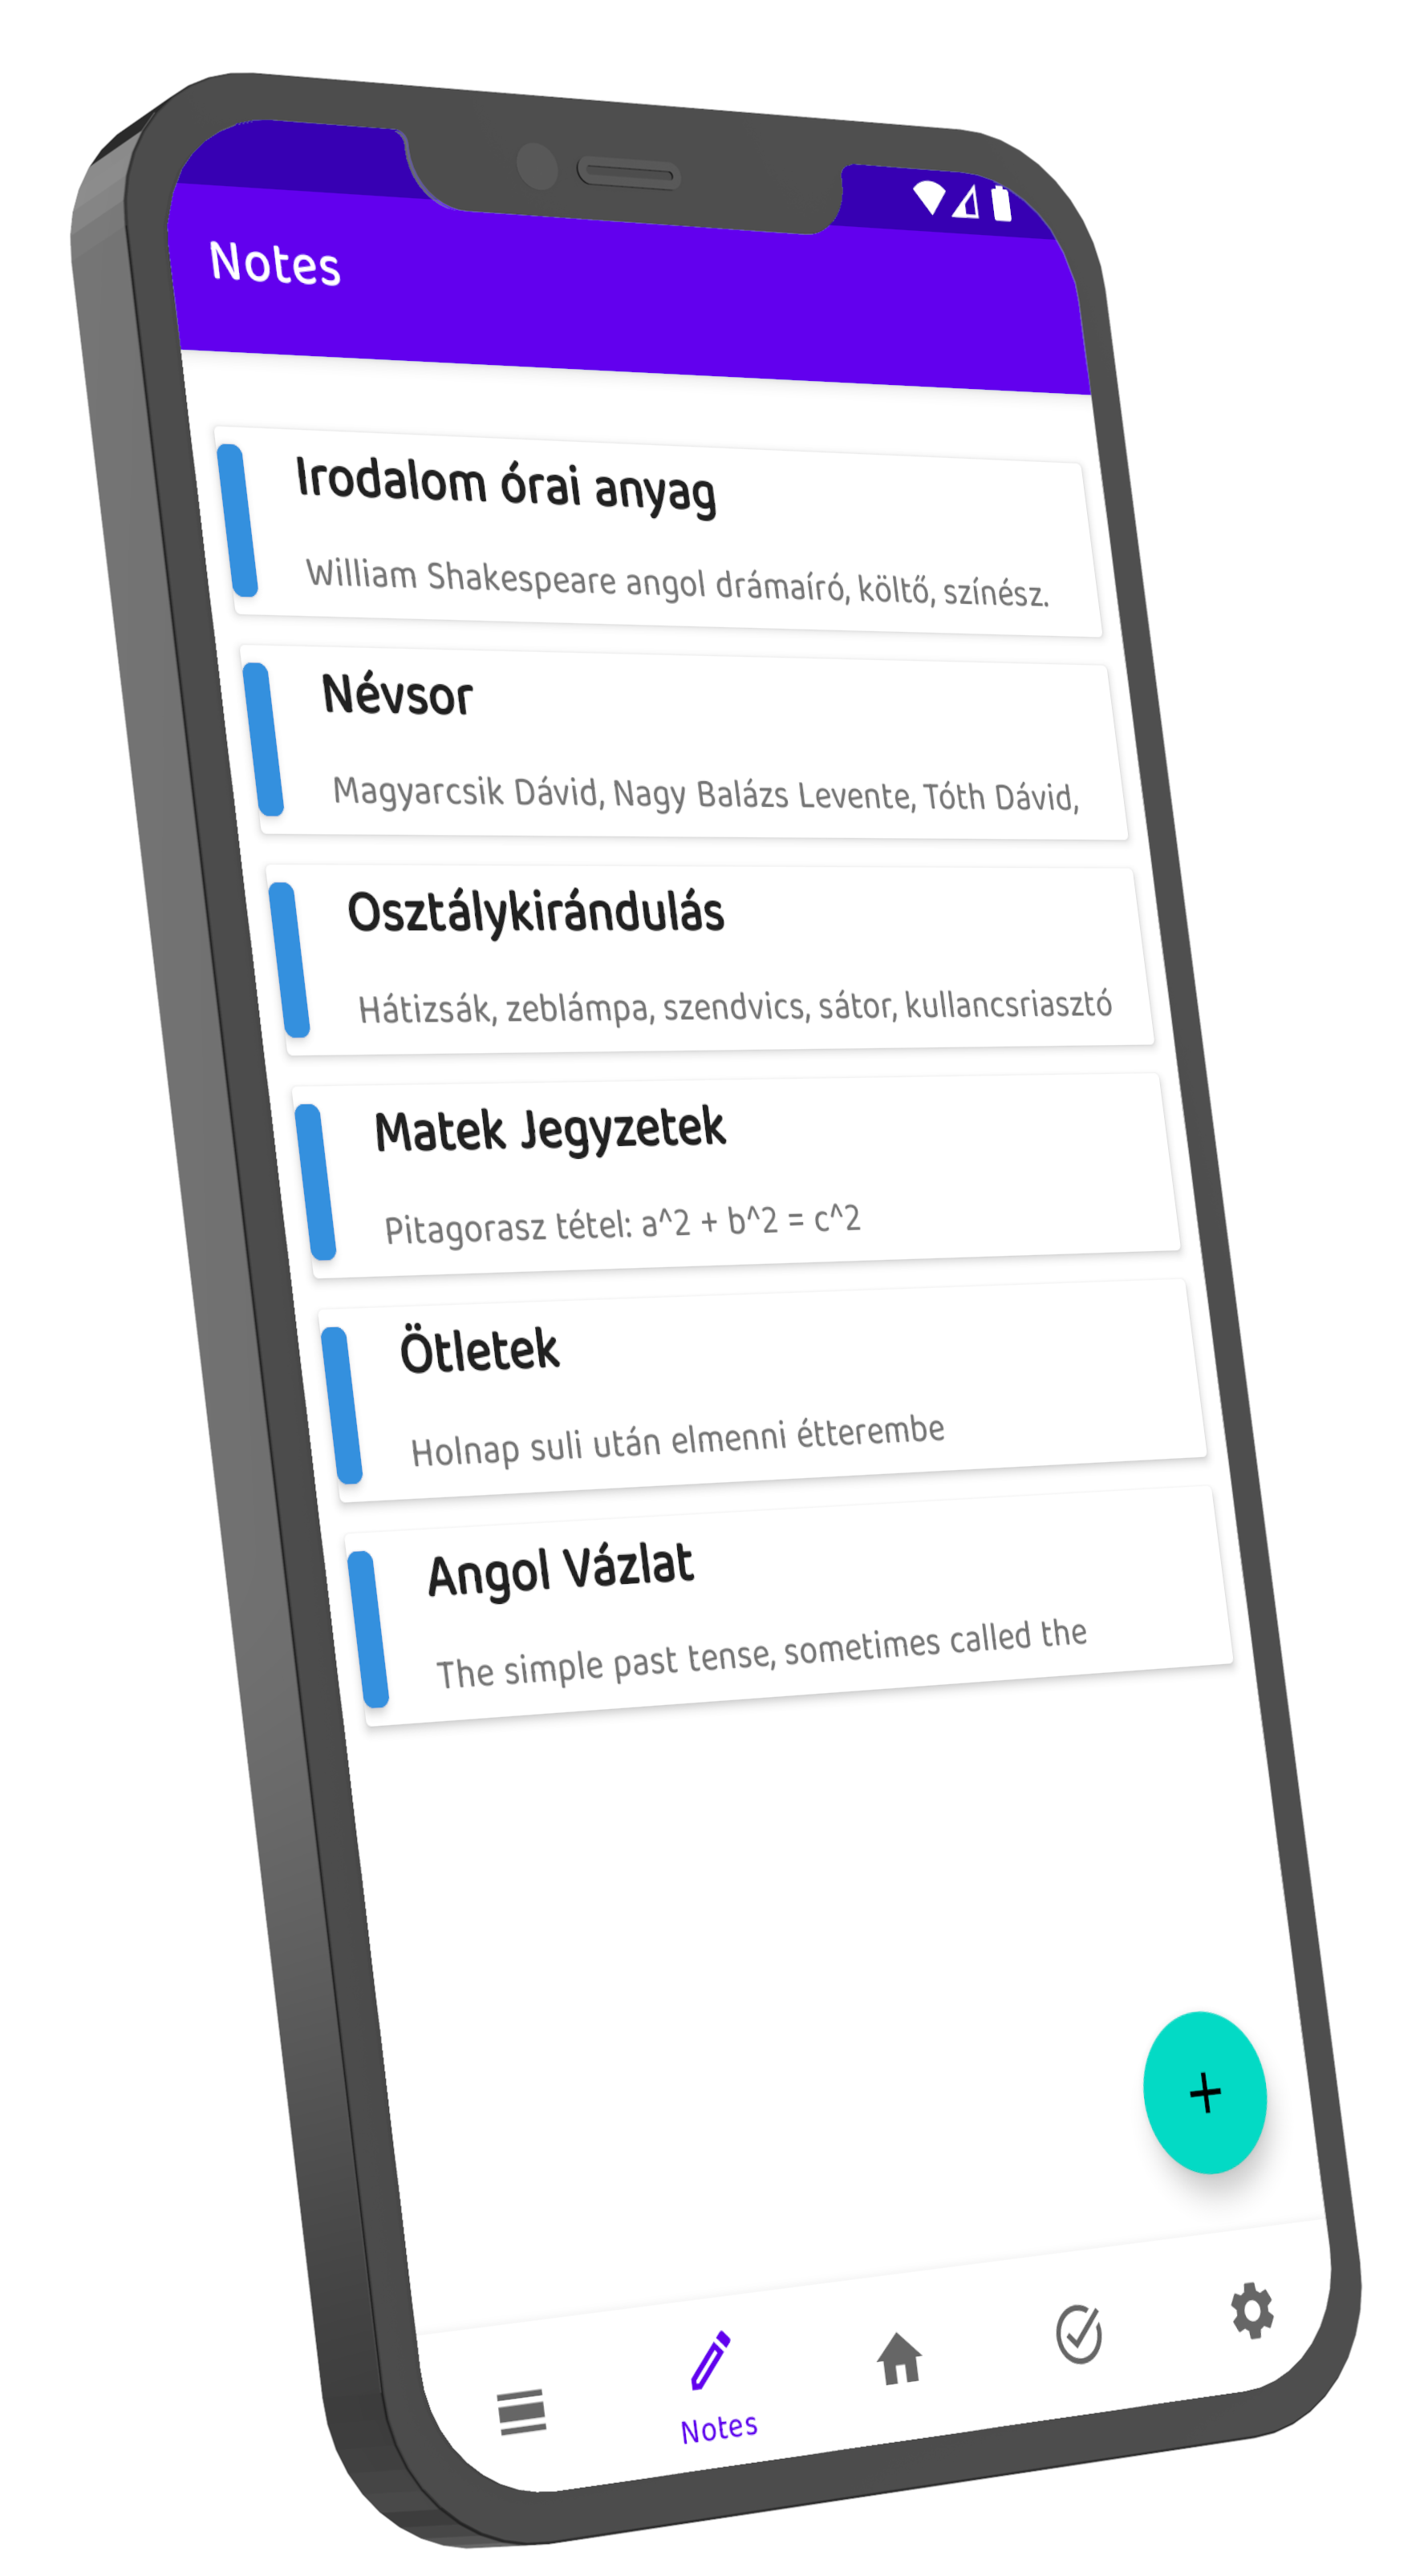 Notes
Irodalom órai anyag
William Shakespeare angol drámaíró, költő, színész.
Névsor
Magyarcsik Dávid, Nagy Balázs Levente, Tóth Dávid,
Osztálykirándulás
Hátizsák, zeblámpa, szendvics, sátor, kullancsriasztó
Matek Jegyzetek
Pitagorasz tétel: a^2 + b^2 = c^2
Ötletek
Holnap suli után elmenni étterembe
Angol Vázlat
The simple past tense, sometimes called the
+
Notes